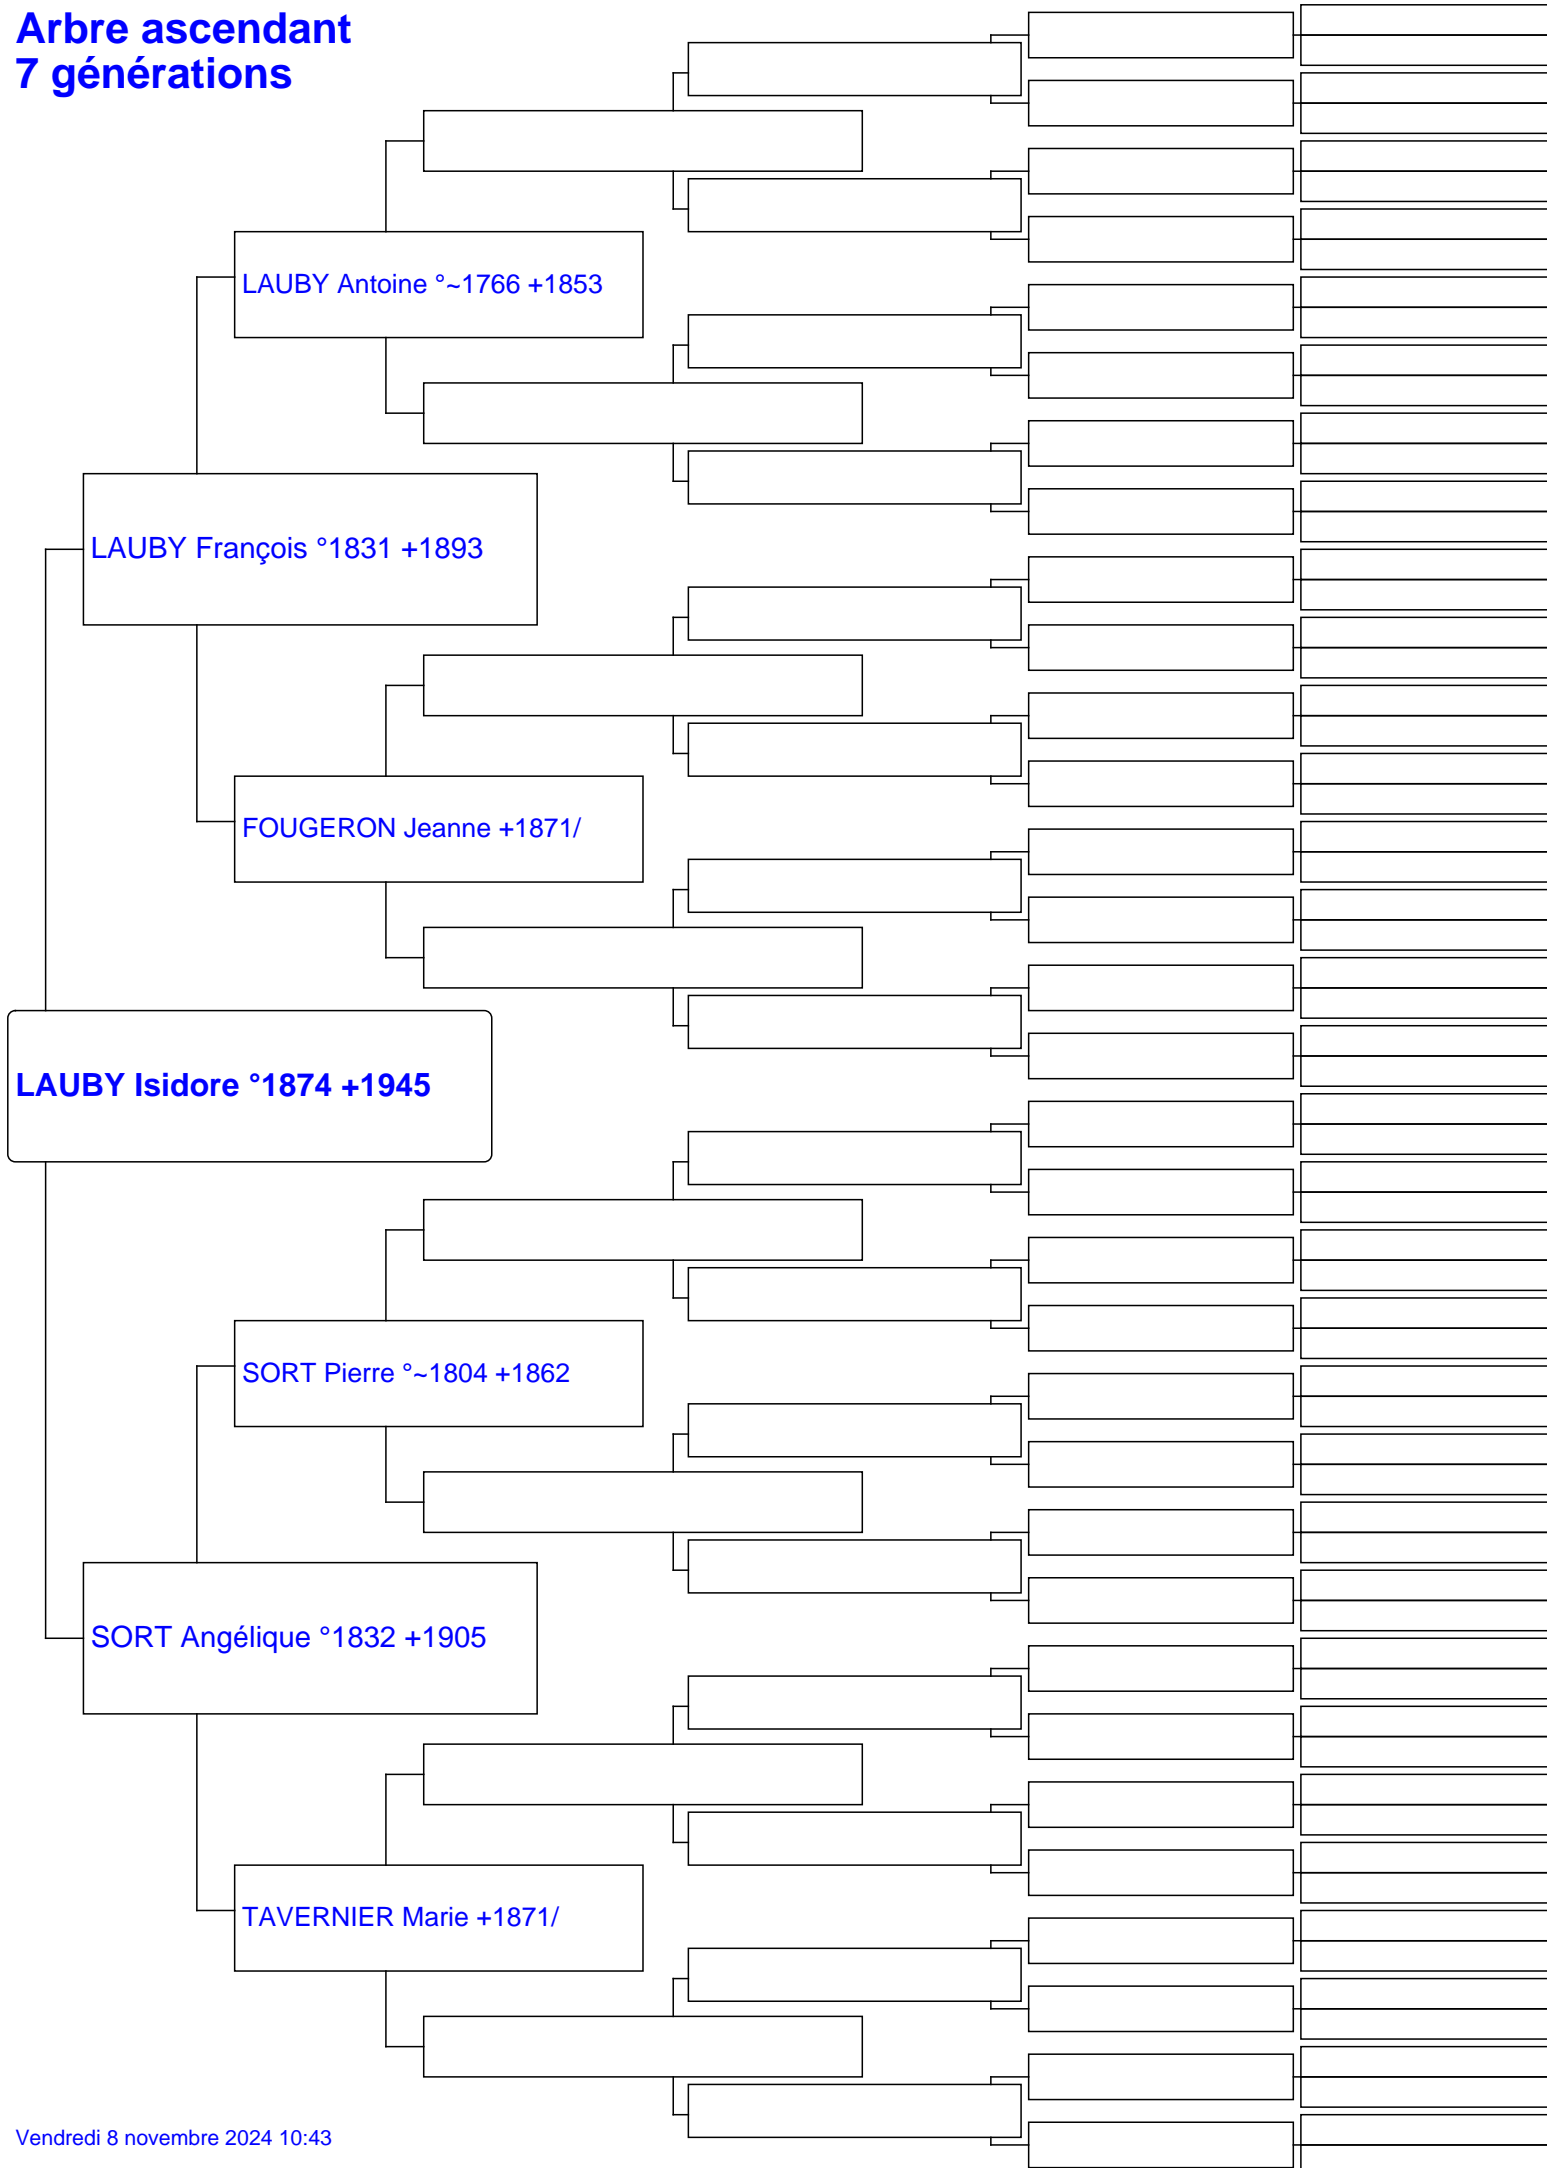 Arbre ascendant
7 générations
LAUBY Antoine °~1766 +1853
LAUBY François °1831 +1893
FOUGERON Jeanne +1871/
LAUBY Isidore °1874 +1945
SORT Pierre °~1804 +1862
SORT Angélique °1832 +1905
TAVERNIER Marie +1871/
Vendredi 8 novembre 2024 10:43